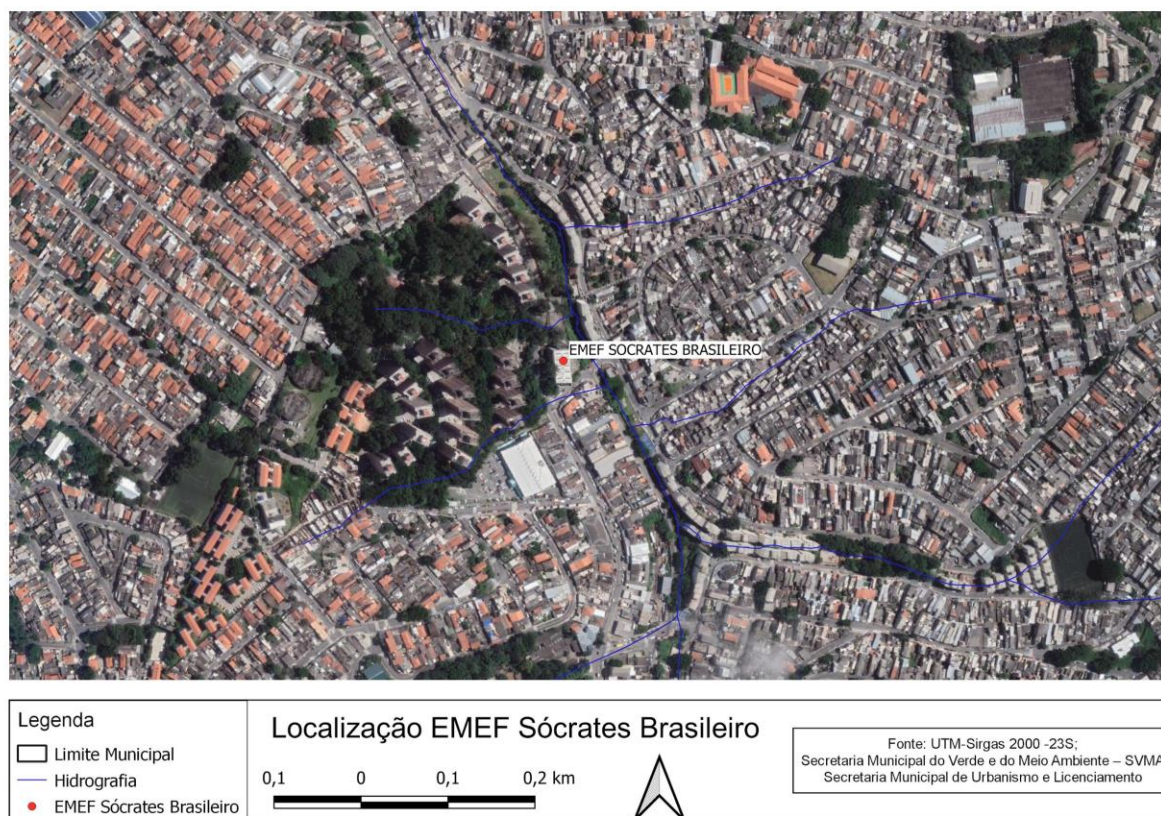 EMEF SOCRATES BRASILEIRO
Legenda
Limite Municipal
Hidrografia
EMEF Sócrates Brasileiro
Localização EMEF Sócrates Brasileiro
0,1 0 0,1 0,2 km
Fonte: UTM-Sirgas 2000 -23S;
Secretaria Municipal do Verde e do Meio Ambiente – SVMA
Secretaria Municipal de Urbanismo e Licenciamento